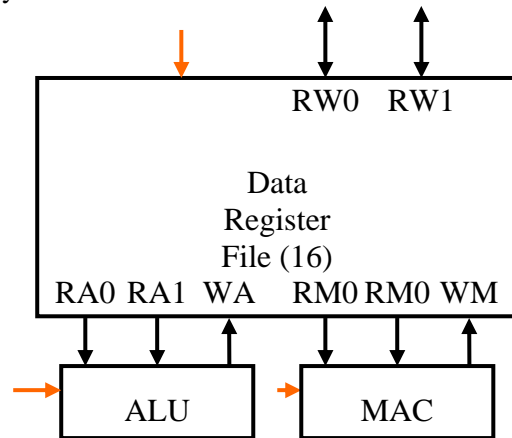 RW0 RW1
Data
Register
File (16)
RA0 RA1 WA RM0 RM0 WM
ALU MAC